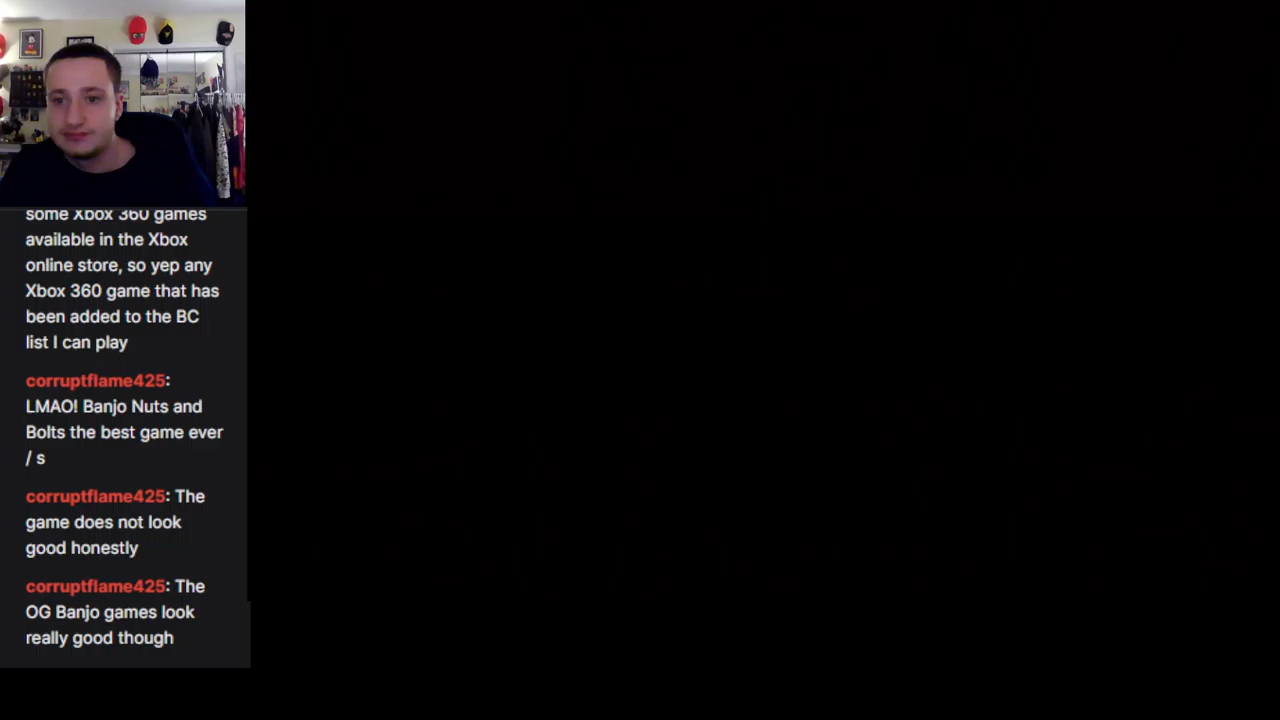 some Xbox 360 games
available in the Xbox
online store, so yep any
Xbox 360 game that has
been added to the BC
list I can play
corruptflame425:
LMAO! Banjo Nuts and
Bolts the best game ever
/ s
corruptflame425: The
game does not look
good honestly
corruptflame425: The
OG Banjo games look
really good though